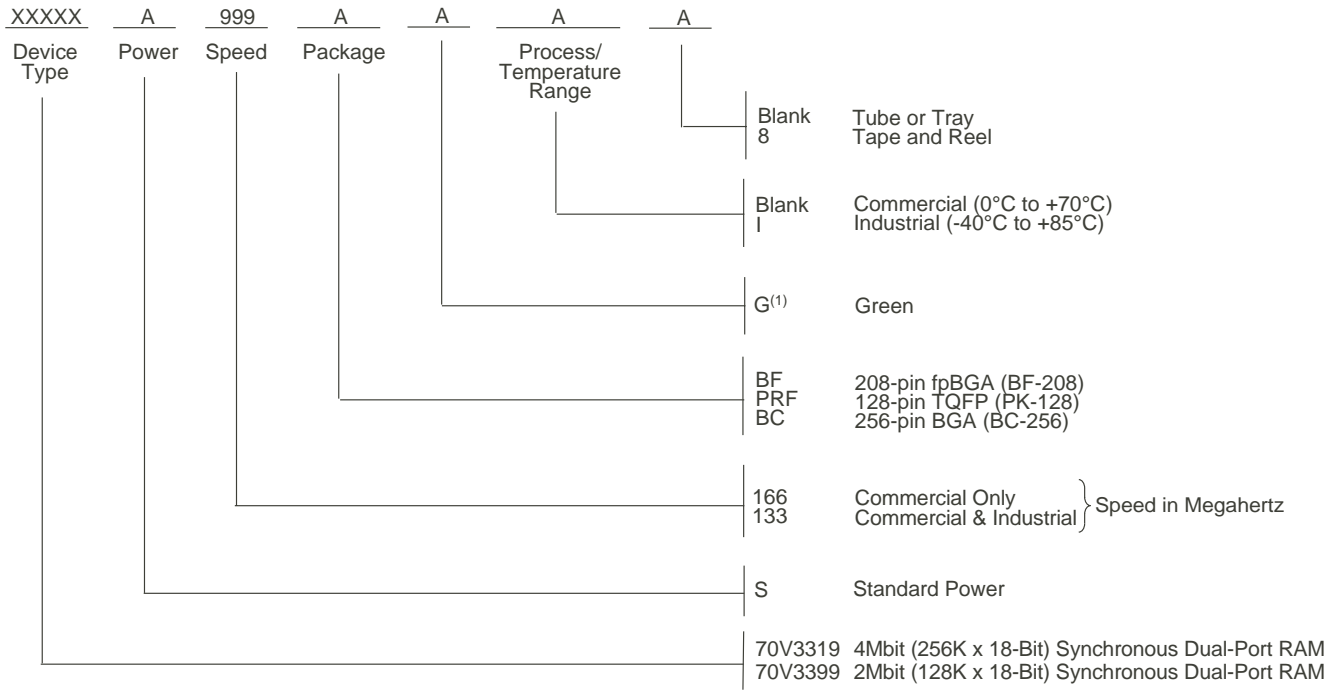 XXXXX A 999 A A A A
Device Type Power Speed Package Process/ Temperature Range
Blank Tube or Tray
8 Tape and Reel
Blank Commercial (0°C to +70°C)
I Industrial (-40°C to +85°C)
G(1) Green
BF 208-pin fpBGA (BF-208)
PRF 128-pin TQFP (PK-128)
BC 256-pin BGA (BC-256)
166 Commercial Only
133 Commercial & Industrial
Speed in Megahertz
S Standard Power
70V3319 4Mbit (256K x 18-Bit) Synchronous Dual-Port RAM
70V3399 2Mbit (128K x 18-Bit) Synchronous Dual-Port RAM